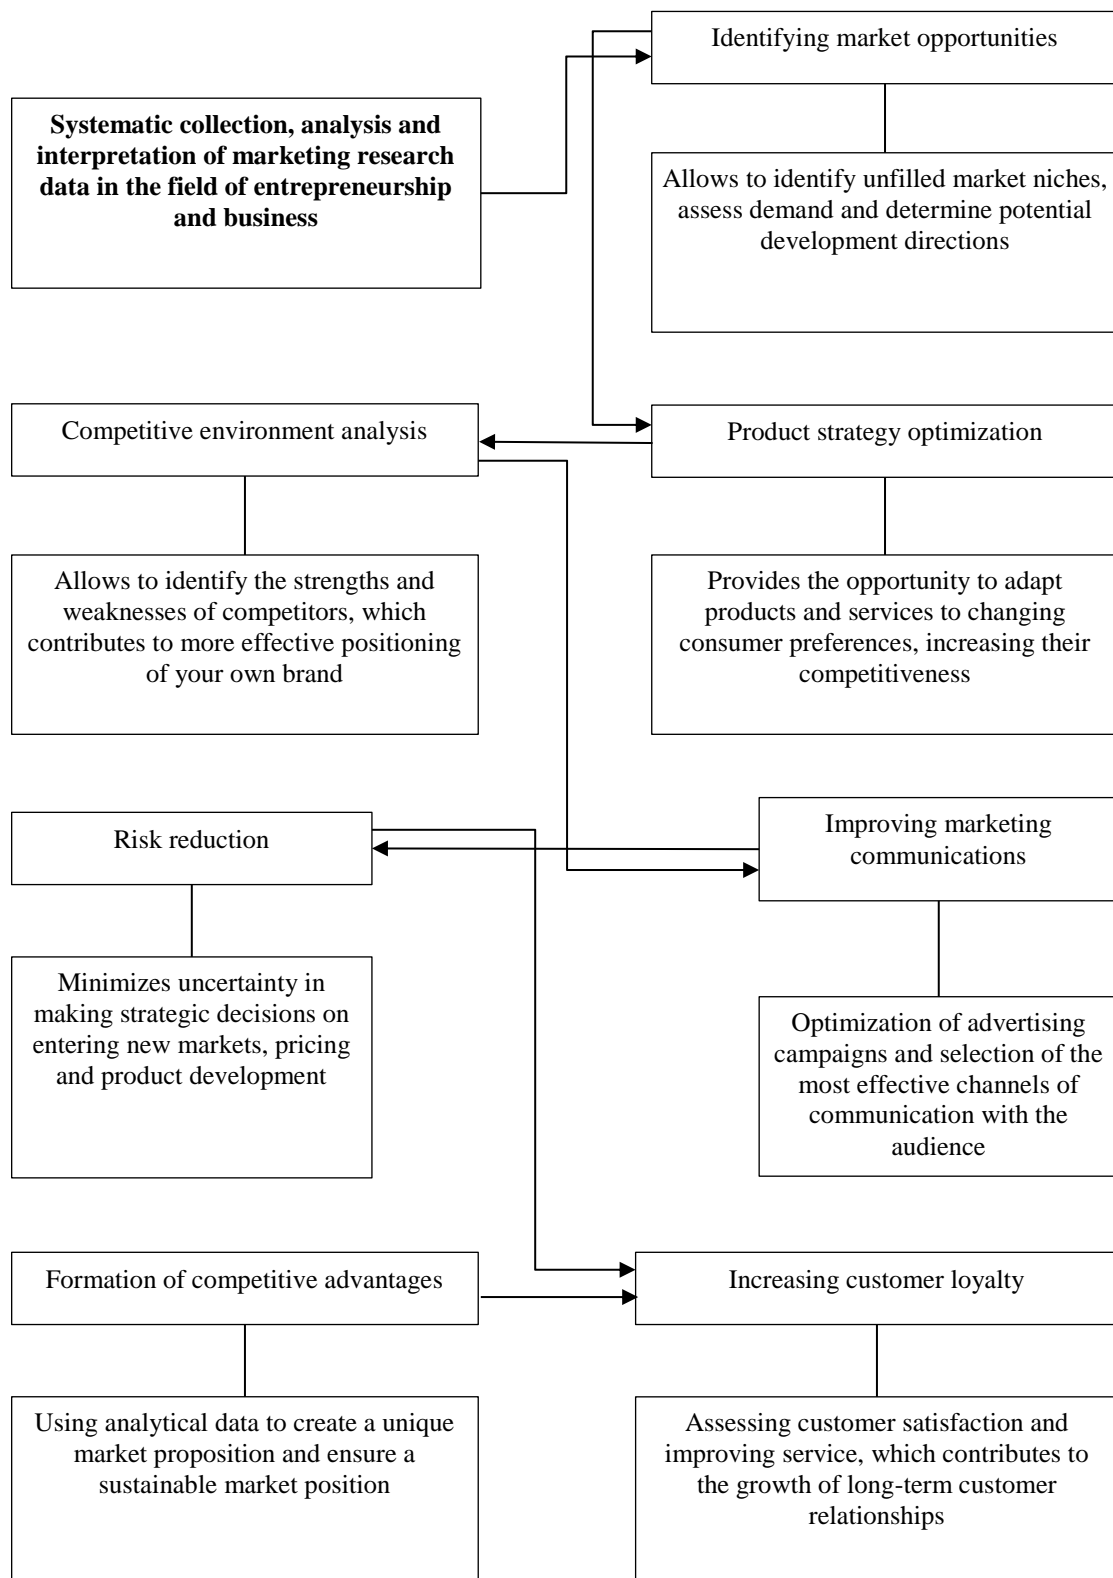 Identifying market opportunities
Systematic collection, analysis and
interpretation of marketing research
data in the field of entrepreneurship
and business
Allows to identify unfilled market niches,
assess demand and determine potential
development directions
Competitive environment analysis
Product strategy optimization
Allows to identify the strengths and
weaknesses of competitors, which
contributes to more effective positioning
of your own brand
Provides the opportunity to adapt
products and services to changing
consumer preferences, increasing their
competitiveness
Risk reduction
Improving marketing
communications
Minimizes uncertainty in
making strategic decisions on
entering new markets, pricing
and product development
Optimization of advertising
campaigns and selection of the
most effective channels of
communication with the
audience
Formation of competitive advantages
Increasing customer loyalty
Using analytical data to create a unique
market proposition and ensure a
sustainable market position
Assessing customer satisfaction and
improving service, which contributes to
the growth of long-term customer
relationships